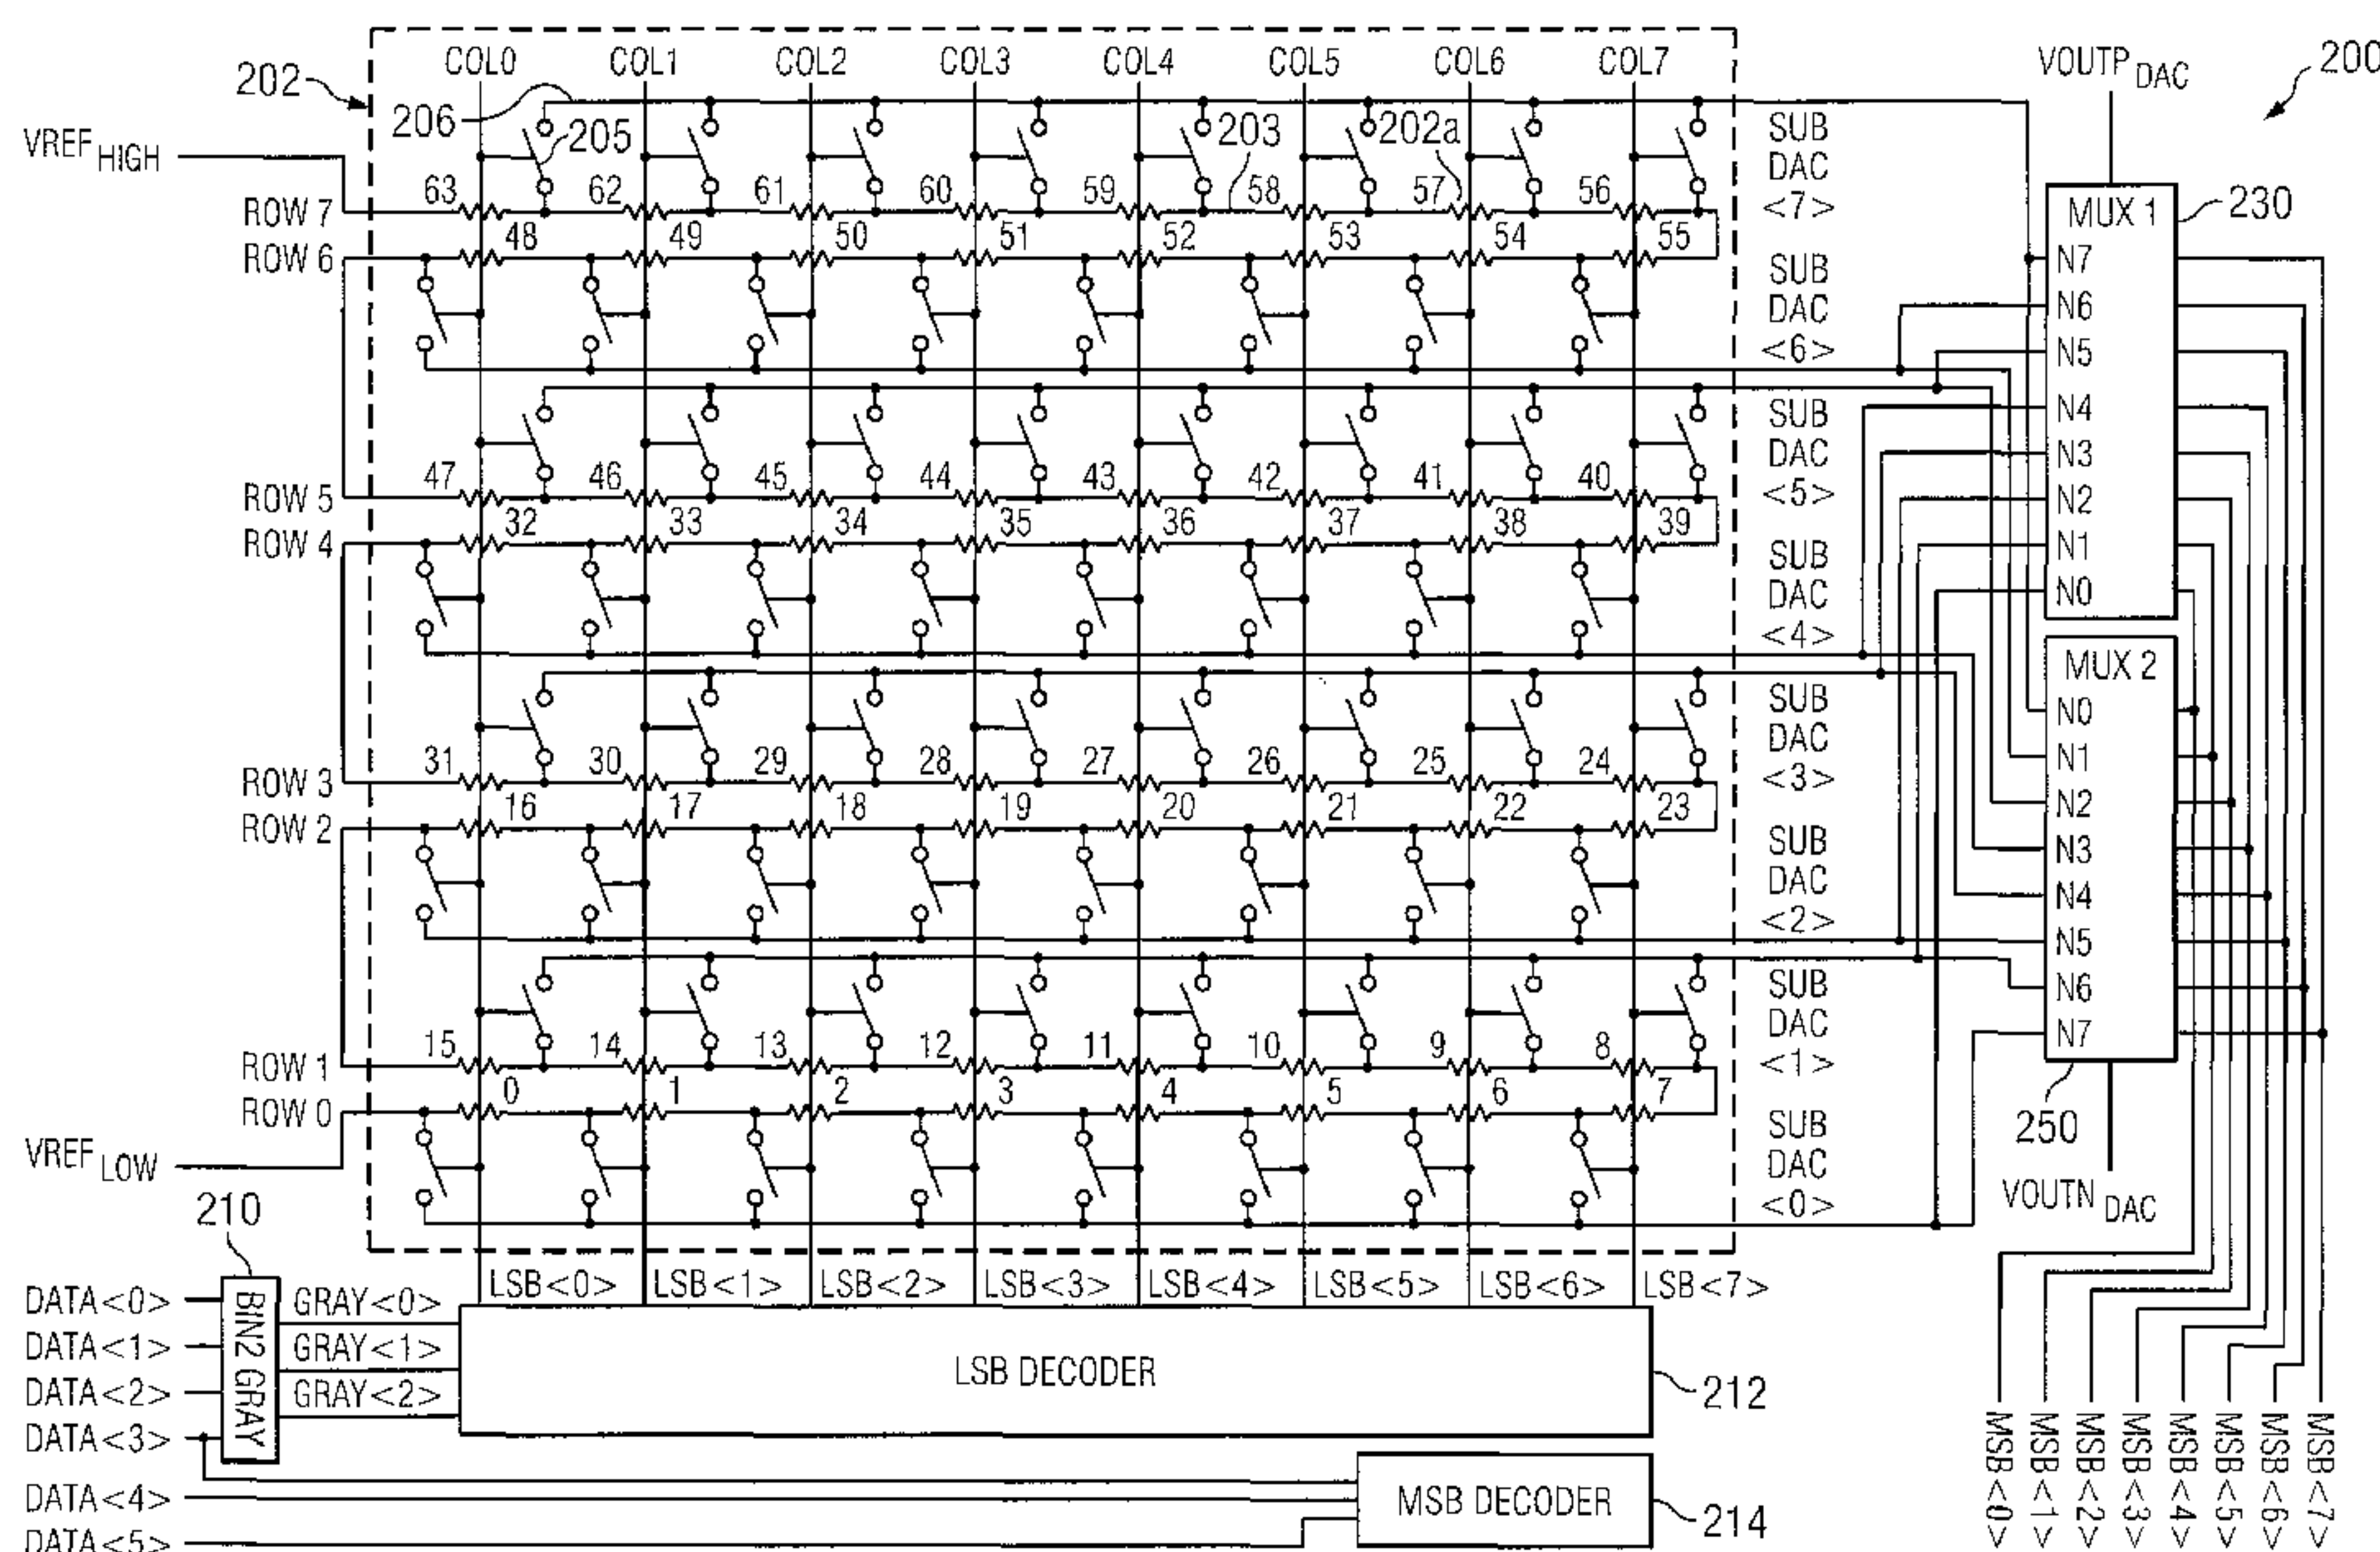 COL0 COL1 COL2 COL3 COL4 COL5 COL6 COL7
202
206
205
203
202a
VOUTP DAC
200
VREF HIGH
SUB DAC <7>
MUX 1
230
ROW 7
63 62 61 60 59 58 57 56
ROW 6
48 49 50 51 52 53 54 55
SUB DAC <6>
N7
N6
N5
N4
N3
N2
N1
N0
SUB DAC <5>
ROW 5
47 46 45 44 43 42 41 40
ROW 4
32 33 34 35 36 37 38 39
SUB DAC <4>
MUX 2
SUB DAC <3>
N0
N1
N2
N3
N4
N5
N6
N7
ROW 3
31 30 29 28 27 26 25 24
ROW 2
16 17 18 19 20 21 22 23
SUB DAC <2>
SUB DAC <1>
ROW 1
15 14 13 12 11 10 9 8
ROW 0
0 1 2 3 4 5 6 7
SUB DAC <0>
250
VOUTN DAC
VREF LOW
210
LSB<0> LSB<1> LSB<2> LSB<3> LSB<4> LSB<5> LSB<6> LSB<7>
DATA<0>
DATA<1>
DATA<2>
DATA<3>
DATA<4>
DATA<5>
BIN2 GRAY
GRAY<0>
GRAY<1>
GRAY<2>
LSB DECODER
212
MSB DECODER
214
MSB<0>
MSB<1>
MSB<2>
MSB<3>
MSB<4>
MSB<5>
MSB<6>
MSB<7>